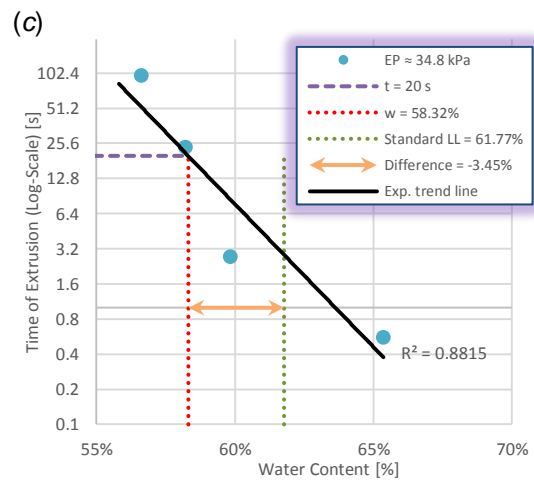 (c)
EP ≈ 34.8 kPa
t = 20 s
w = 58.32%
Standard LL = 61.77%
Difference = -3.45%
Exp. trend line
Time of Extrusion (Log-Scale) [s]
102.4
51.2
25.6
12.8
6.4
3.2
1.6
0.8
0.4
0.2
0.1
R² = 0.8815
55%
60%
65%
70%
Water Content [%]